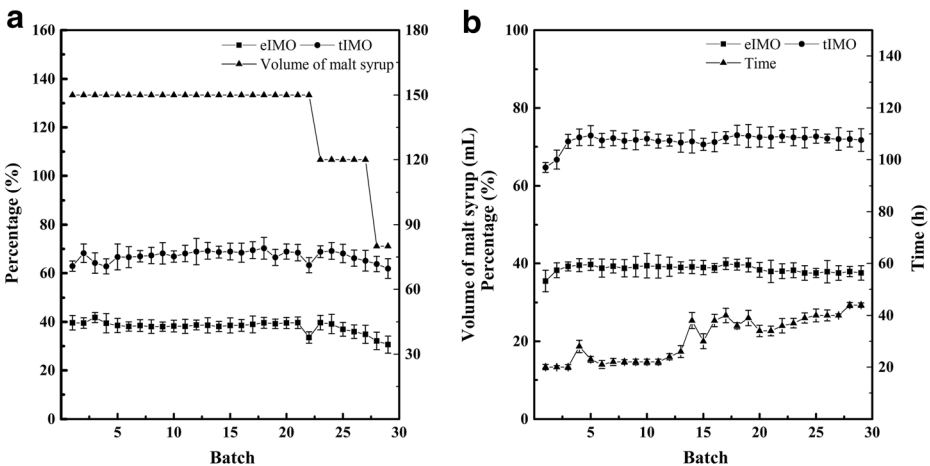 a
eIMO
tIMO
Volume of malt syrup
Percentage (%)
160
140
120
100
80
60
40
20
0
5
10
15
20
25
30
Batch
180
150
120
90
60
30
Volume of malt syrup (mL)
b
eIMO
tIMO
Time
Percentage (%)
100
80
60
40
20
0
5
10
15
20
25
30
Batch
140
120
100
80
60
40
20
0
Time (h)